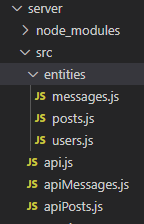 server
node_modules
src
entities
JS messages.js
JS posts.js
JS users.js
JS api.js
JS apiMessages.js
JS apiPosts.js